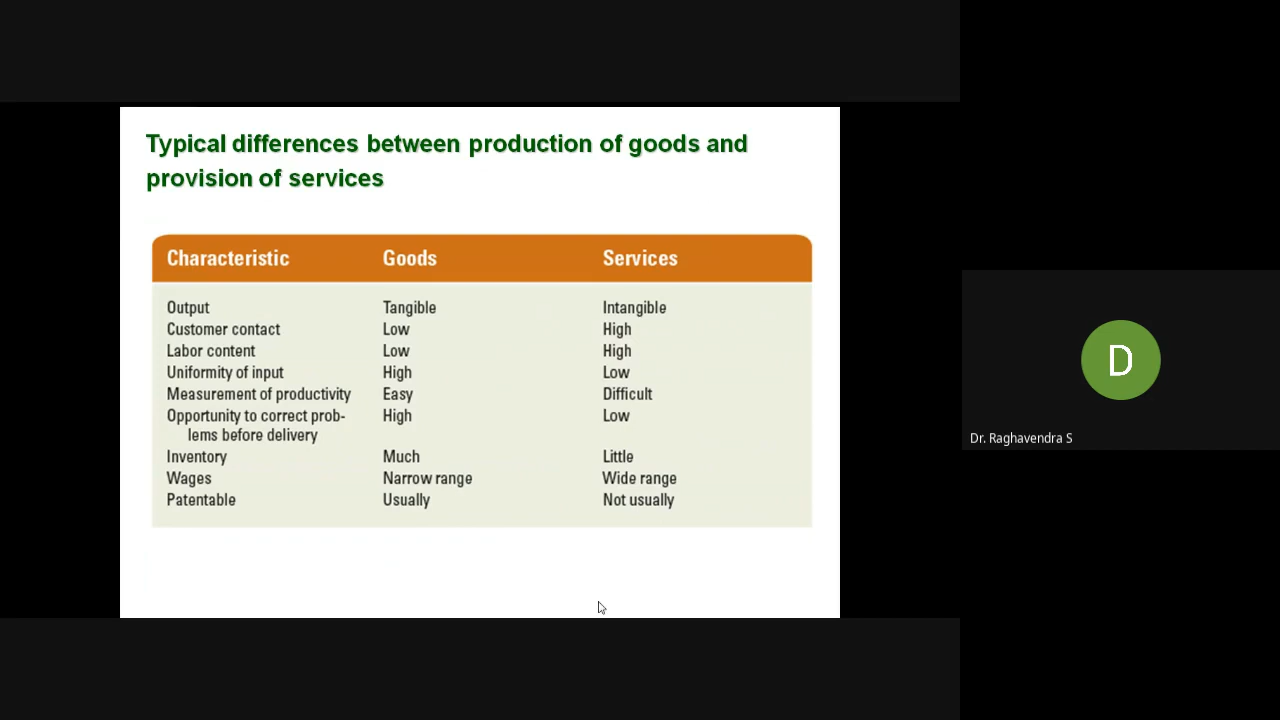 Typical differences between production of goods and
provision of services
Characteristic Goods Services
Output Tangible Intangible
Customer contact Low High
Labor content Low High
Uniformity of input High Low
Measurement of productivity Easy Difficult
Opportunity to correct prob- High Low
lems before delivery
Inventory Much Little
Wages Narrow range Wide range
Patentable Usually Not usually
D
Dr. Raghavendra S